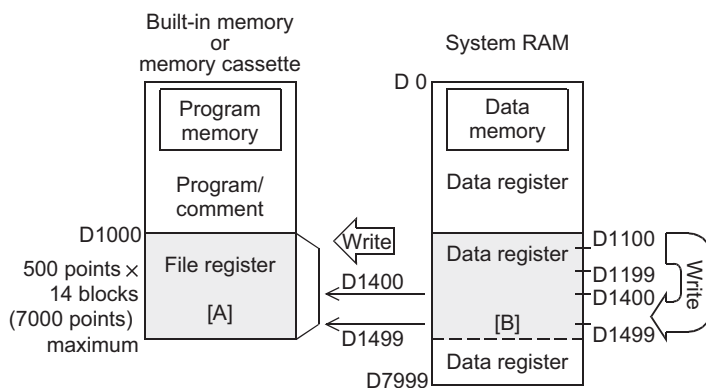 Built-in memory
or
memory cassette
Program
memory
Program/
comment
D1000
500 points ×
14 blocks
(7000 points)
maximum
File register
[A]
Write
D1400
D1499
System RAM
D 0
Data
memory
Data register
Data register
[B]
Data register
D7999
D1100
D1199
D1400
D1499
Write